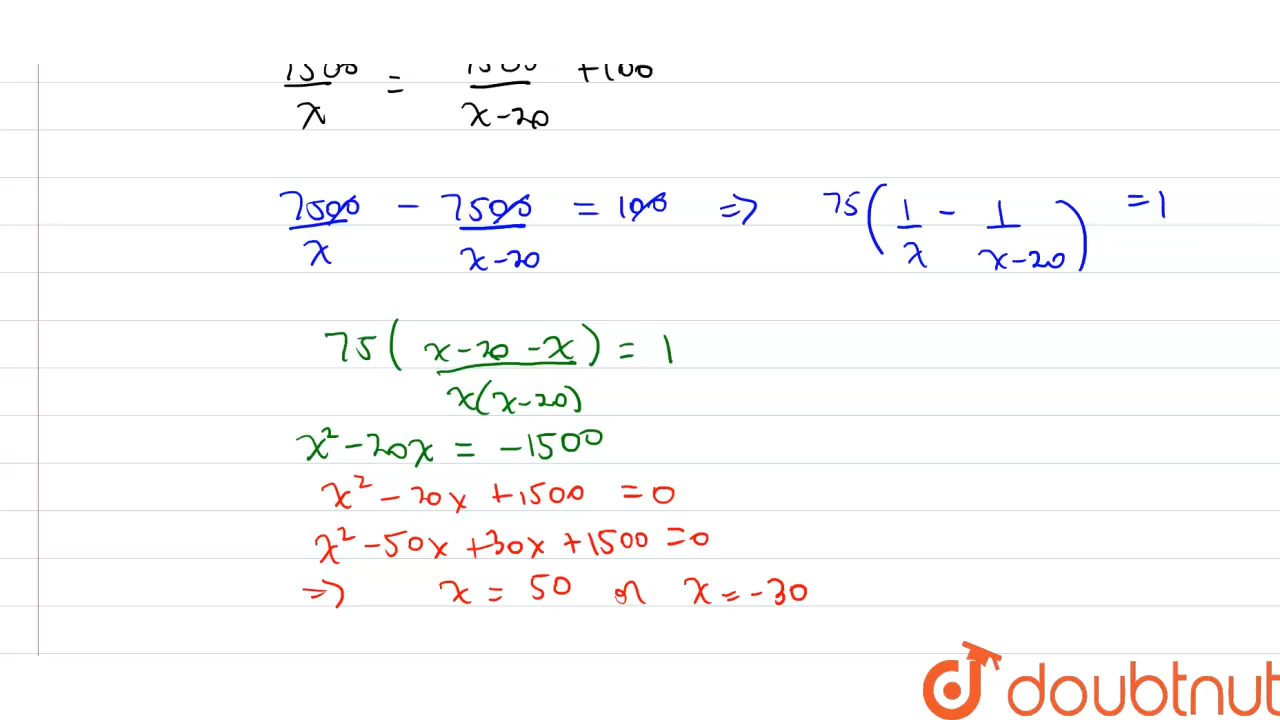 1500/x = 1500/(x-20) +100
7500/x - 7500/(x-20) = 100 => 75(1/x - 1/(x-20)) = 1
75((x-20-x)/(x(x-20))) = 1
x² - 20x = -1500
x² - 20x +1500 = 0
x² - 50x +30x +1500 = 0
=> x = 50 or x = -30
doubtnut